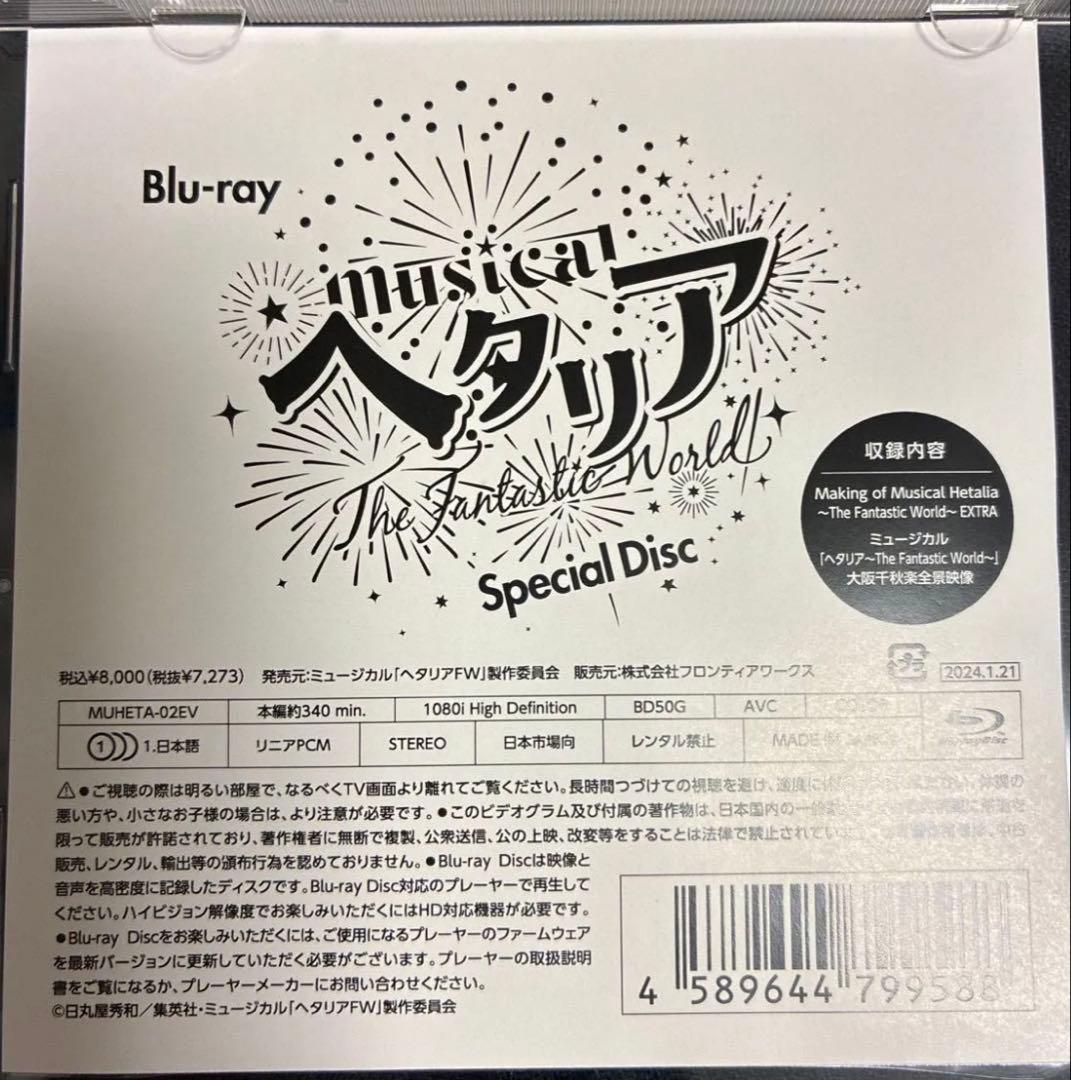 Blu-ray
musical
ヘタリア
The Fantastic World
Special Disc
収録内容
Making of Musical Hetalia
～The Fantastic World～ EXTRA
ミュージカル
「ヘタリア～The Fantastic World～」
大阪千秋楽全景映像
税込¥8,000(税抜¥7,273) 発売元:ミュージカル「ヘタリアFW」製作委員会 販売元:株式会社フロンティアワークス
プラ
2024.1.21
MUHETA-02EV 本編約340 min. 1080i High Definition BD50G AVC COLOR
1 1.日本語 リニアPCM STEREO 日本市場向 レンタル禁止 MADE IN Blu-ray Disc
⚠●ご視聴の際は明るい部屋で、なるべくTV画面より離れてご覧ください。長時間つづけての視聴を避け、適度に 体調の
悪い方や、小さなお子様の場合は、より注意が必要です。●このビデオグラム及び付属の著作物は、日本国内の一般
限って販売が許諾されており、著作権者に無断で複製、公衆送信、公の上映、改変等をすることは法律で禁止されてい 中古
販売、レンタル、輸出等の頒布行為を認めておりません。●Blu-ray Discは映像と
音声を高密度に記録したディスクです。Blu-ray Disc対応のプレーヤーで再生して
ください。ハイビジョン解像度でお楽しみいただくにはHD対応機器が必要です。
●Blu-ray Discをお楽しみいただくには、ご使用になるプレーヤーのファームウェア
を最新バージョンに更新していただく必要がございます。プレーヤーの取扱説明
書をご覧になるか、プレーヤーメーカーにお問い合わせください。
©日丸屋秀和／集英社・ミュージカル「ヘタリアFW」製作委員会
4 589644 799588